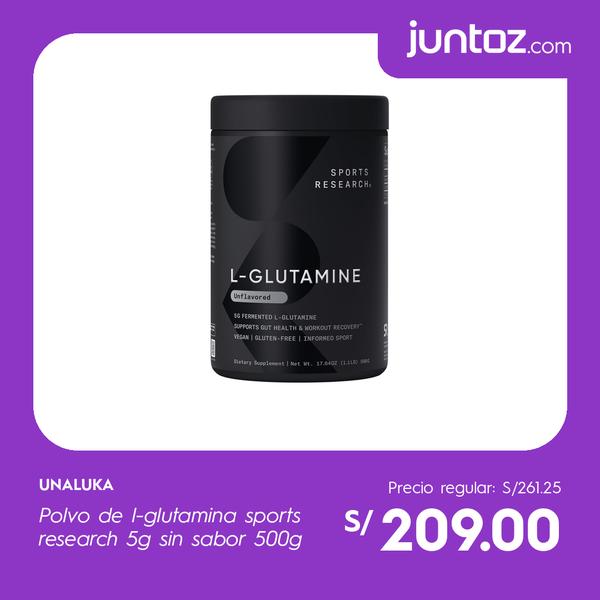 juntoz.com
SPORTS
RESEARCH®
L-GLUTAMINE
Unflavored
5G FERMENTED L-GLUTAMINE
SUPPORTS GUT HEALTH & WORKOUT RECOVERY™
VEGAN | GLUTEN-FREE | INFORMED SPORT
Dietary Supplement | Net Wt. 17.64OZ (1.1LB) 500G
UNALUKA
Polvo de l-glutamina sports
research 5g sin sabor 500g
Precio regular: S/261.25
S/ 209.00